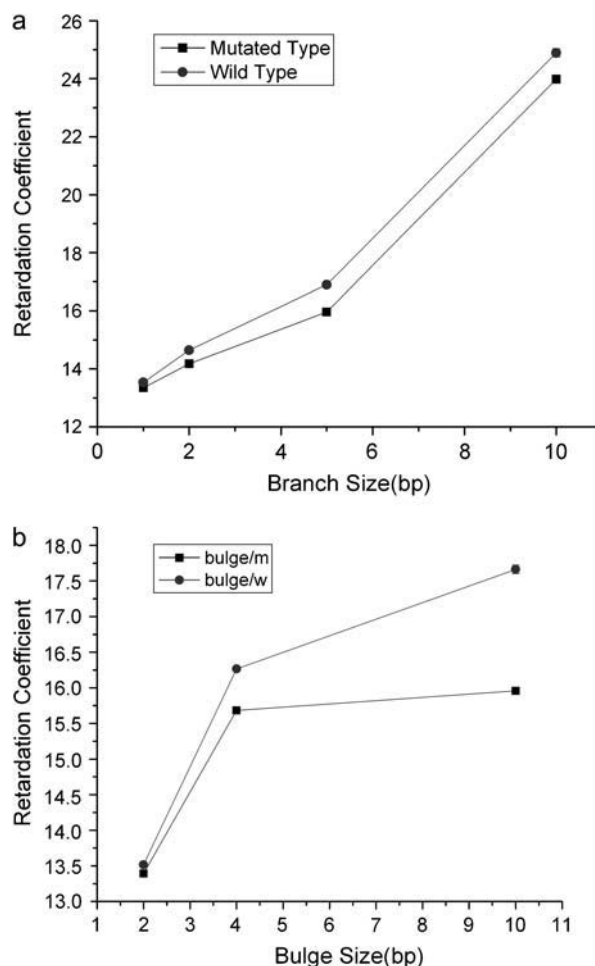 a
Mutated Type
Wild Type
26
24
22
20
18
16
14
12
Retardation Coefficient
0 2 4 6 8 10
Branch Size(bp)
b
bulge/m
bulge/w
18.0
17.5
17.0
16.5
16.0
15.5
15.0
14.5
14.0
13.5
13.0
Retardation Coefficient
1 2 3 4 5 6 7 8 9 10 11
Bulge Size(bp)